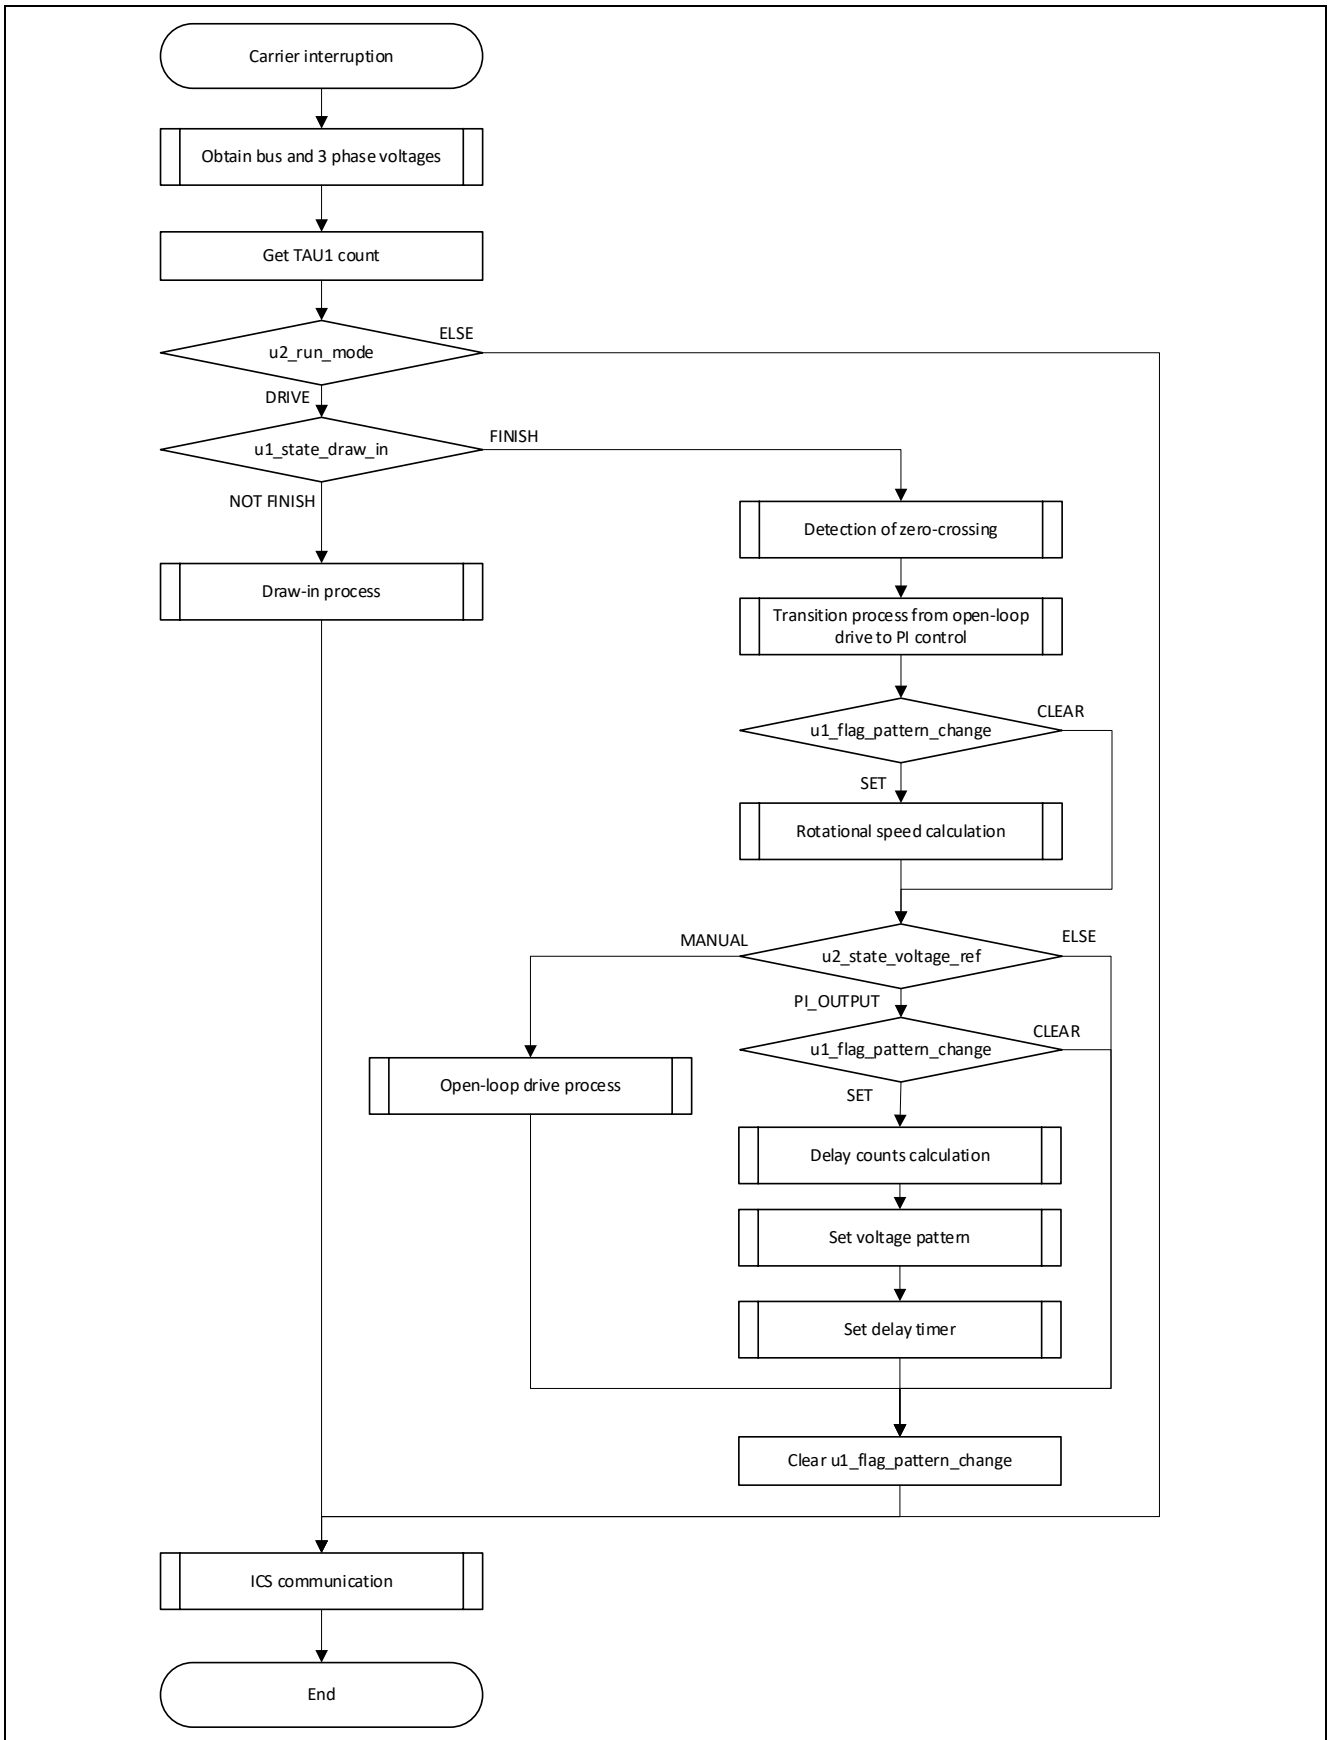 Carrier interruption
Obtain bus and 3 phase voltages
Get TAU1 count
u2_run_mode
ELSE
DRIVE
u1_state_draw_in
FINISH
NOT FINISH
Draw-in process
Detection of zero-crossing
Transition process from open-loop
drive to PI control
u1_flag_pattern_change
CLEAR
SET
Rotational speed calculation
u2_state_voltage_ref
MANUAL
ELSE
PI_OUTPUT
u1_flag_pattern_change
CLEAR
Open-loop drive process
SET
Delay counts calculation
Set voltage pattern
Set delay timer
Clear u1_flag_pattern_change
ICS communication
End